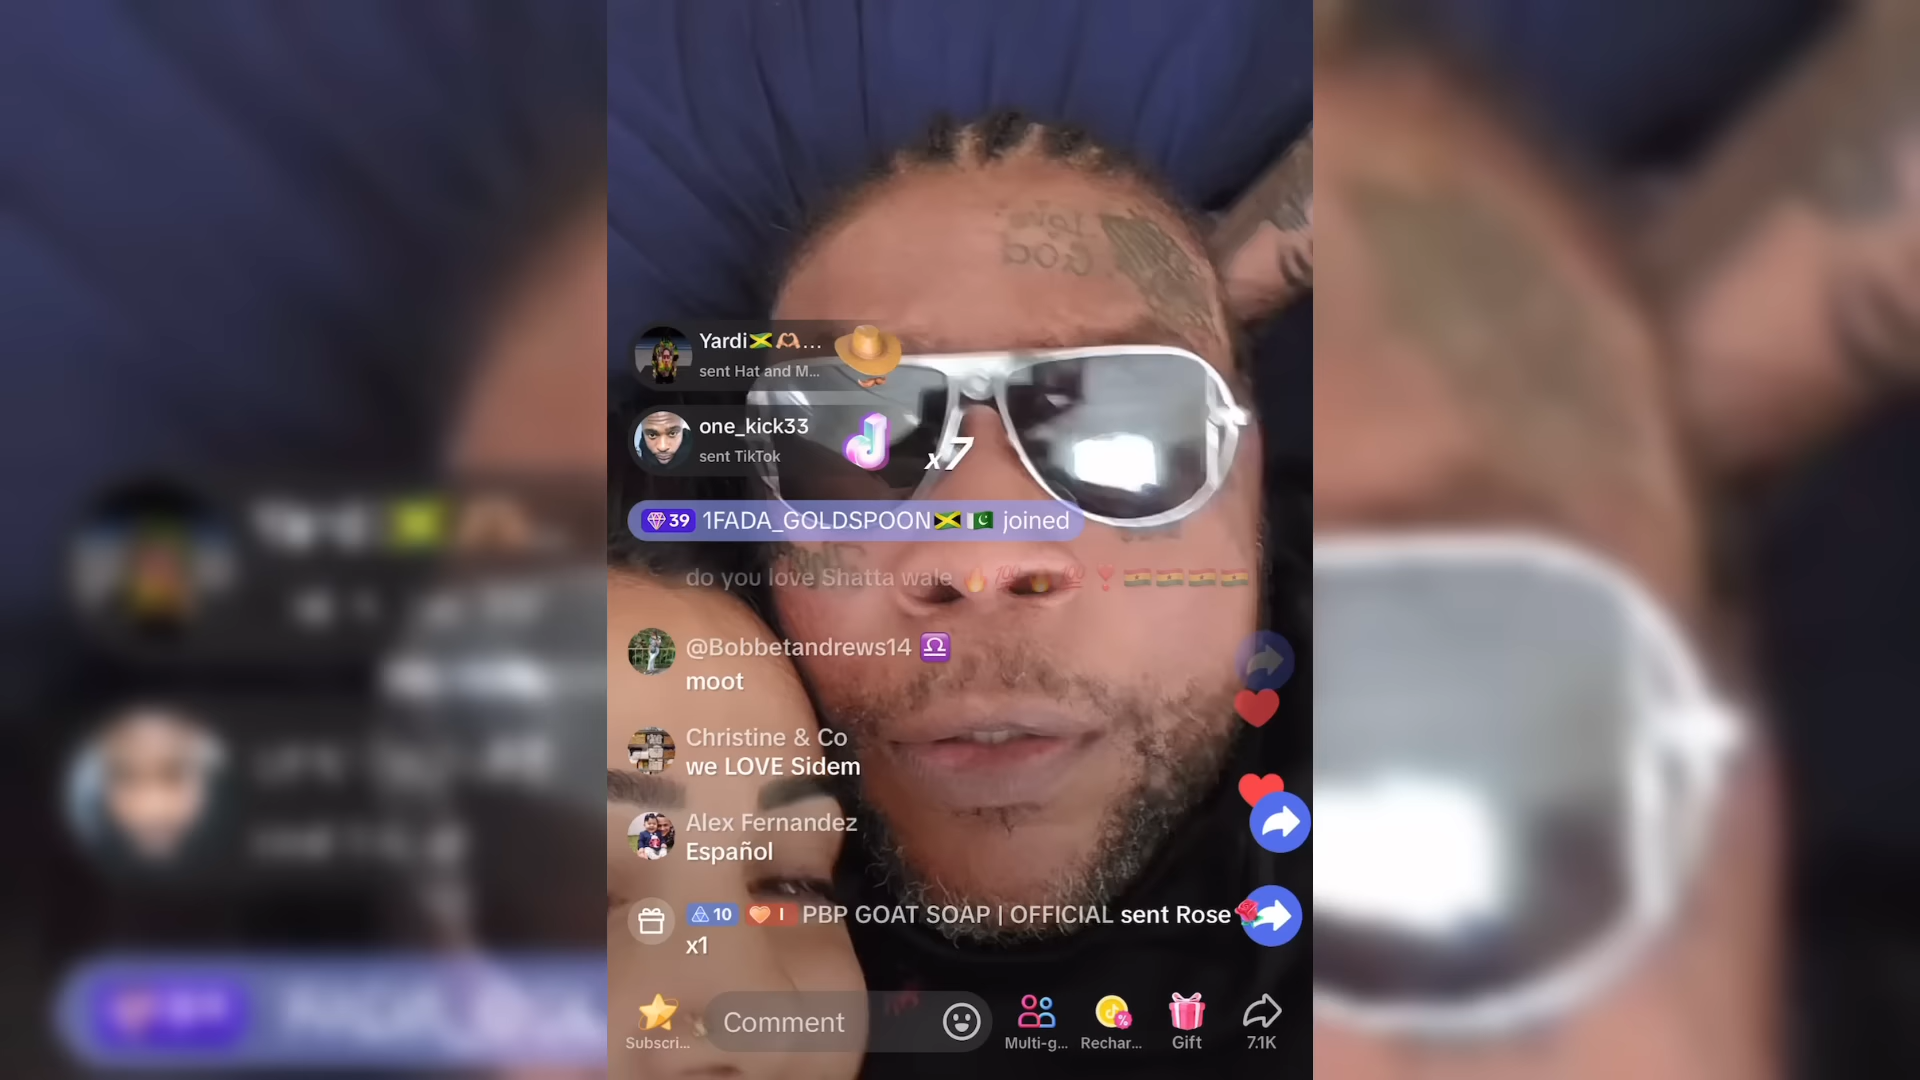 Love
God
Yardi🇯🇲🫶🏽...
sent Hat and M...
one_kick33
sent TikTok
x7
39 1FADA_GOLDSPOON🇯🇲🇵🇰 joined
do you love Shatta wale 🔥💯🔥💯❣️🇬🇭🇬🇭🇬🇭🇬🇭
@Bobbetandrews14 ♎
moot
Christine & Co
we LOVE Sidem
Alex Fernandez
Español
10 I PBP GOAT SOAP | OFFICIAL sent Rose
x1
Subscri...
Comment
Multi-g...
Rechar...
Gift
7.1K